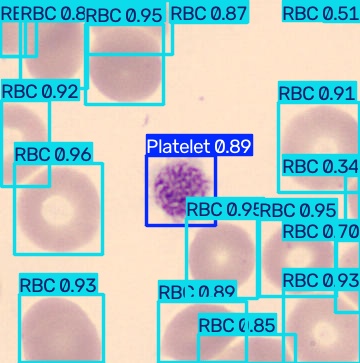 RBC 0.8
RBC 0.95
RBC 0.87
RBC 0.51
RBC 0.92
RBC 0.91
Platelet 0.89
RBC 0.96
RBC 0.34
RBC 0.95
RBC 0.95
RBC 0.70
RBC 0.93
RBC 0.89
RBC 0.93
RBC 0.85